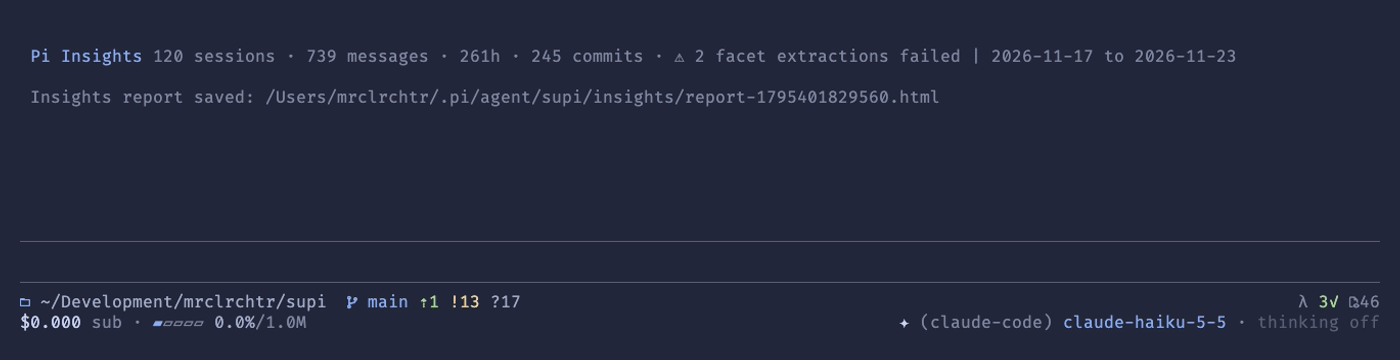 Pi Insights 120 sessions · 739 messages · 261h · 245 commits · ⚠ 2 facet extractions failed | 2026-11-17 to 2026-11-23
Insights report saved: /Users/mrclrchtr/.pi/agent/supi/insights/report-1795401829560.html
~/Development/mrclrchtr/supi main ↑1 !13 ?17 λ 3✓ 46
$0.000 sub · ▰▱▱▱▱ 0.0%/1.0M ✦ (claude-code) claude-haiku-5-5 · thinking off